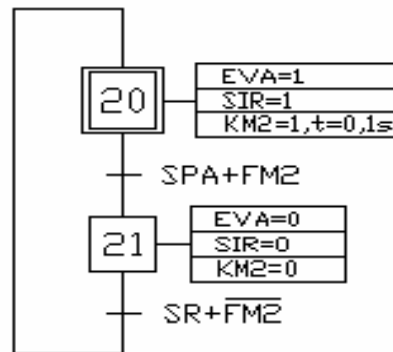 20
EVA=1
SIR=1
KM2=1,t=0,1s
SPA+FM2
21
EVA=0
SIR=0
KM2=0
SR+F̅M̅2̅